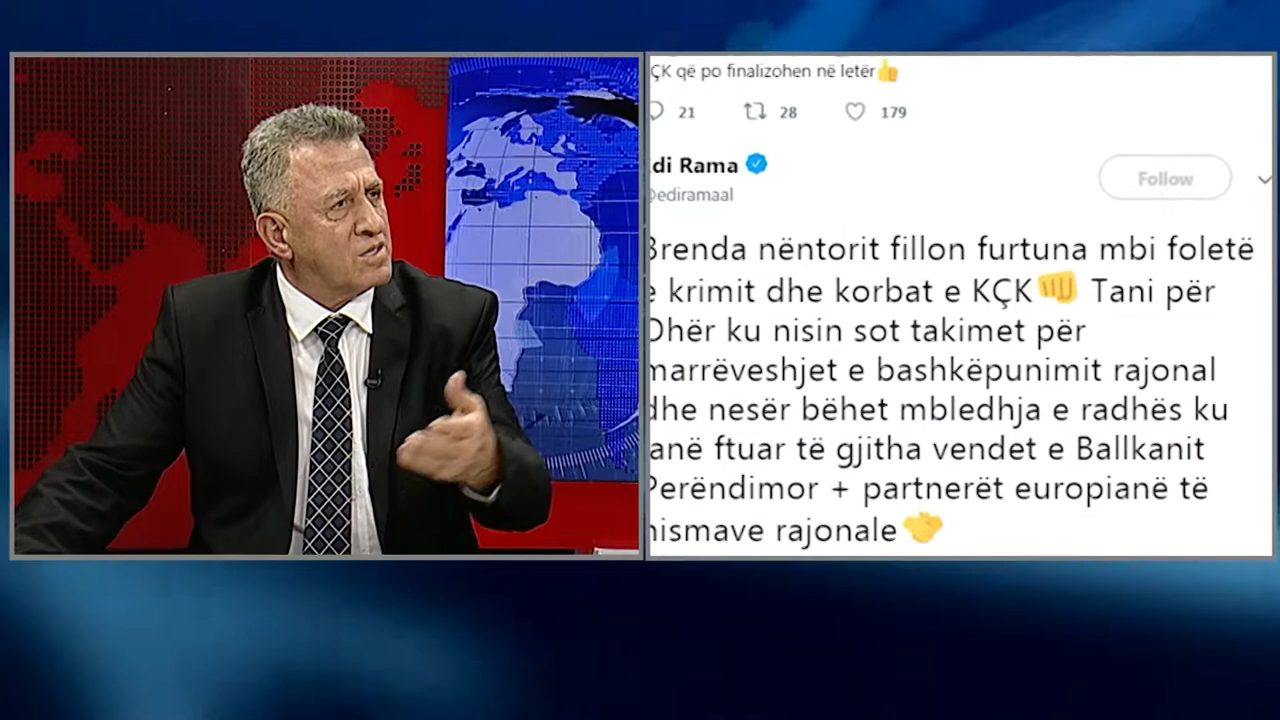 ÇK që po finalizohen në letër👍
21 28 179
di Rama
ediramaal
Follow
Brenda nëntorit fillon furtuna mbi foletë
e krimit dhe korbat e KÇK👊 Tani për
Ohër ku nisin sot takimet për
marrëveshjet e bashkëpunimit rajonal
dhe nesër bëhet mbledhja e radhës ku
janë ftuar të gjitha vendet e Ballkanit
Perëndimor + partnerët europianë të
nismave rajonale🤝